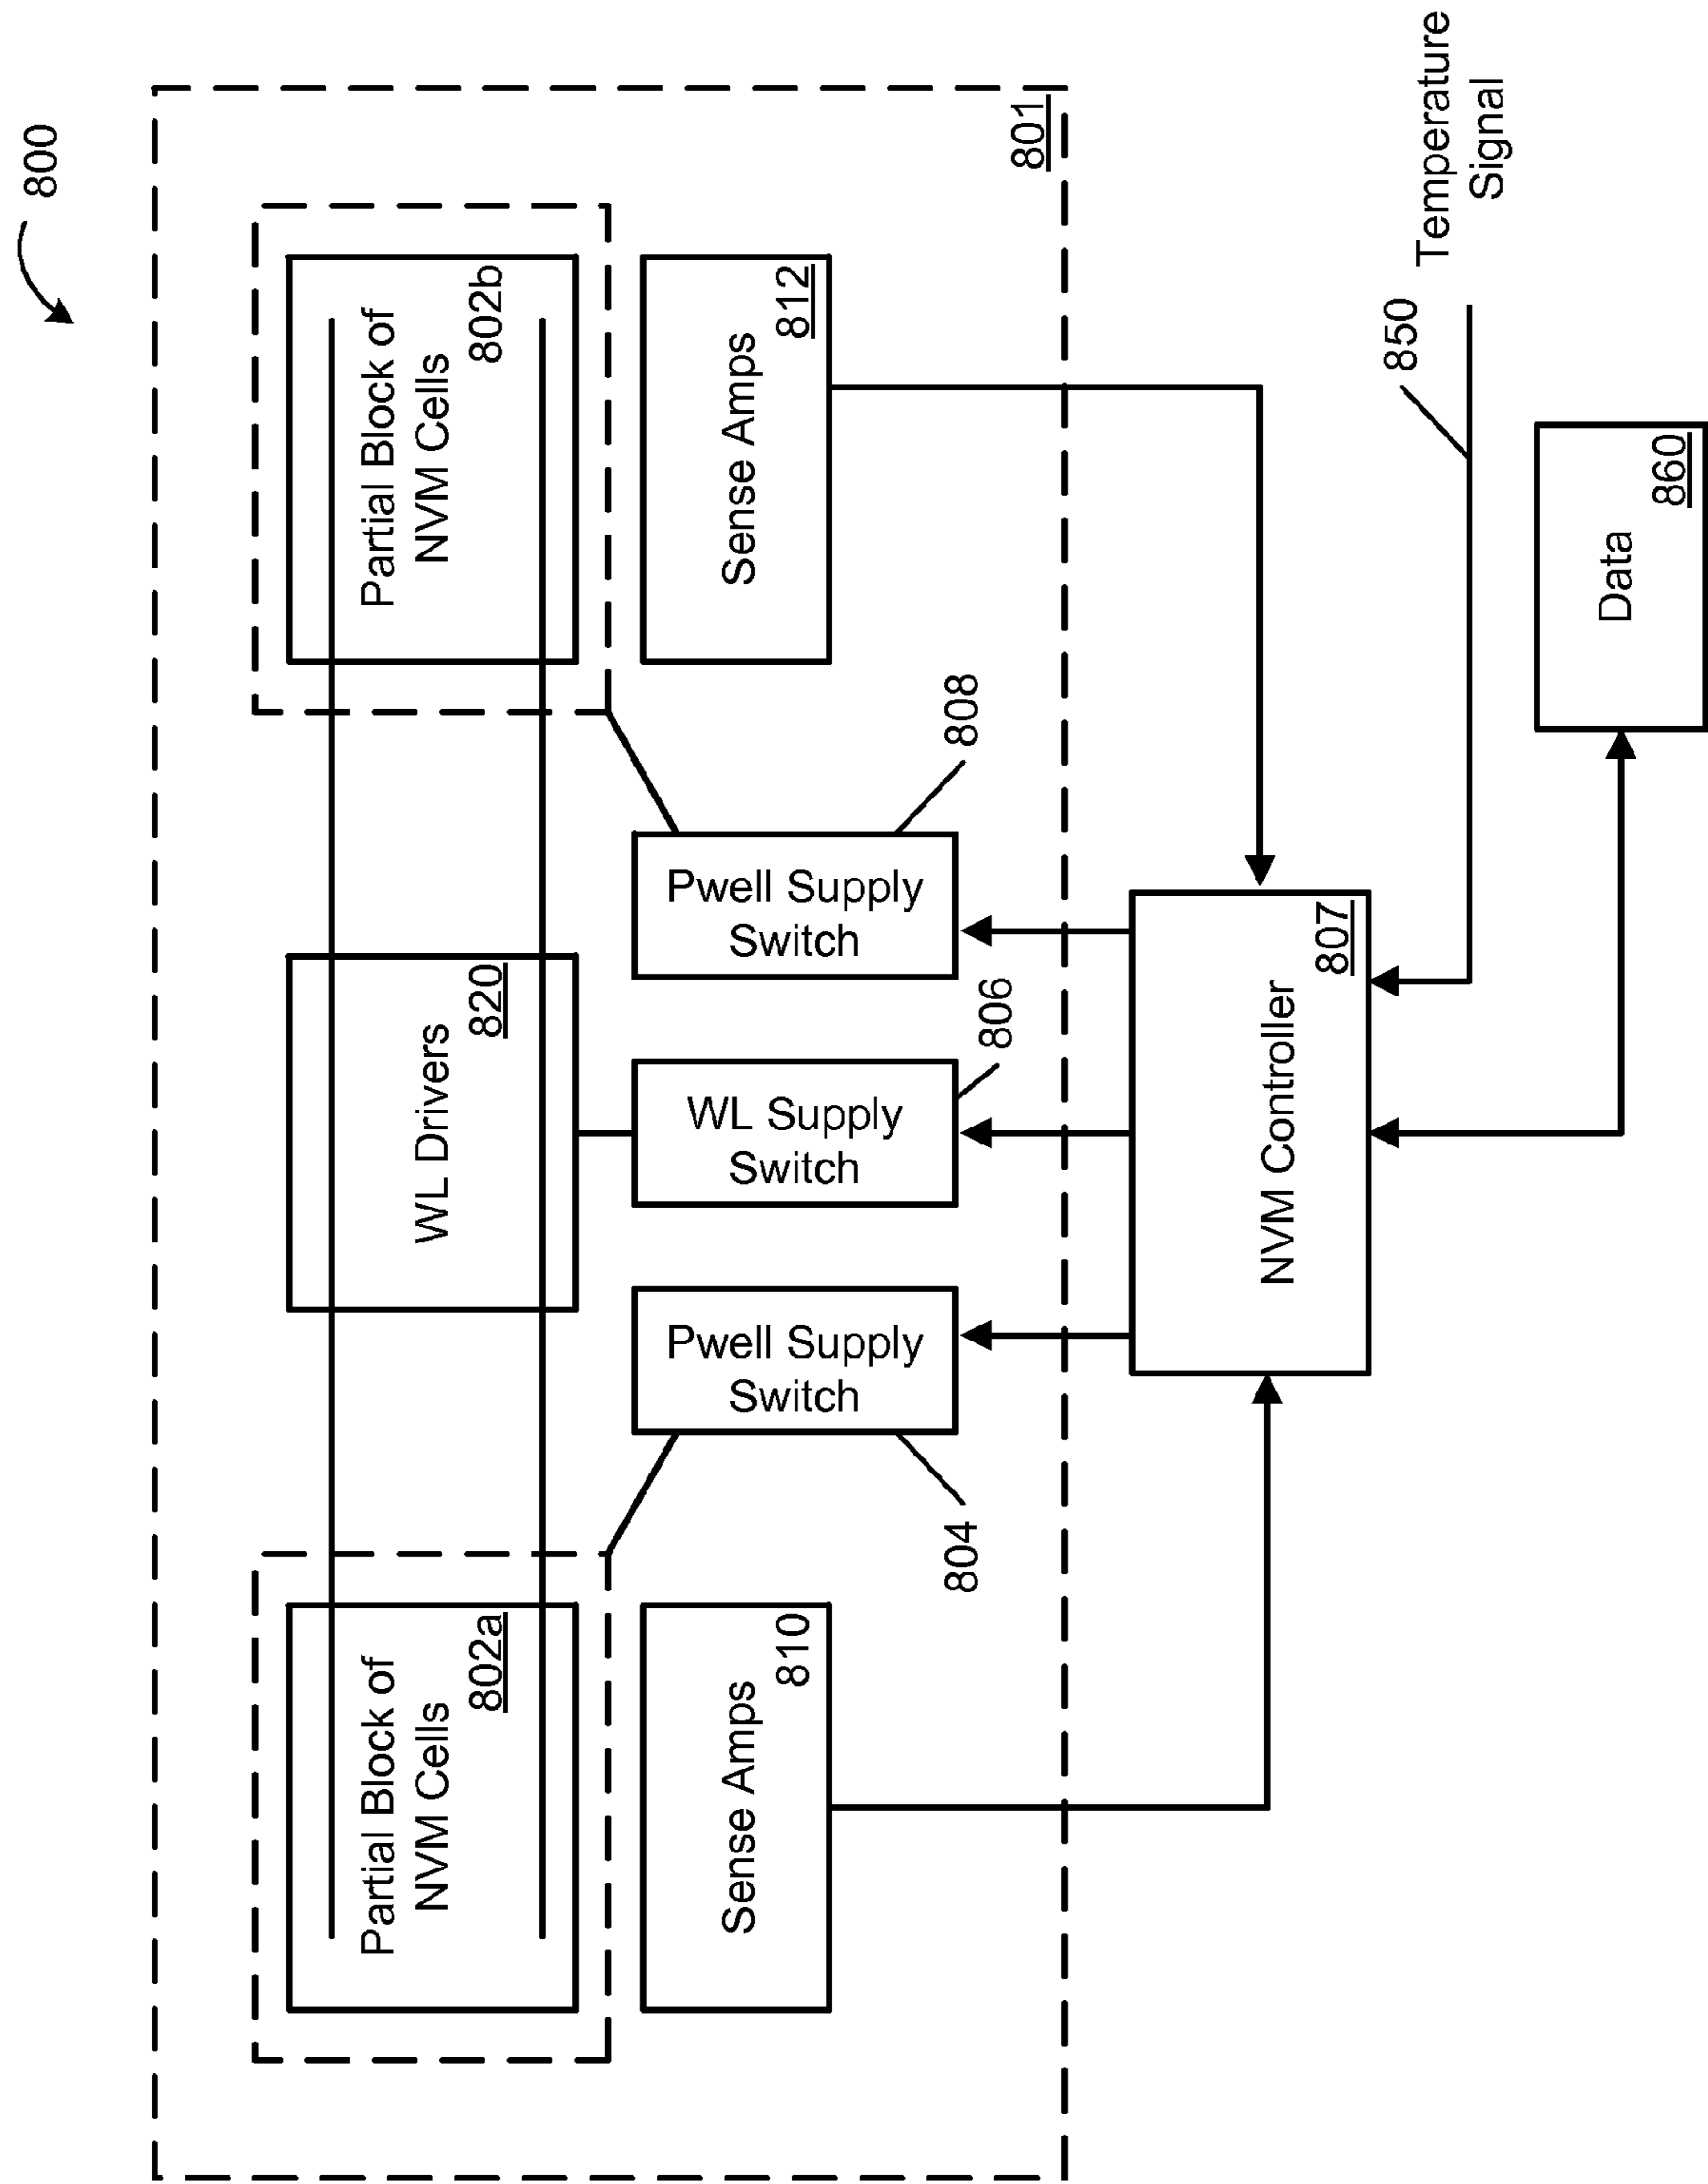 800
801
Partial Block of
NVM Cells
802a
WL Drivers
820
Partial Block of
NVM Cells
802b
Sense Amps
810
Pwell Supply
Switch
804
WL Supply
Switch
806
Pwell Supply
Switch
808
Sense Amps
812
NVM Controller
807
850
Temperature
Signal
Data
860